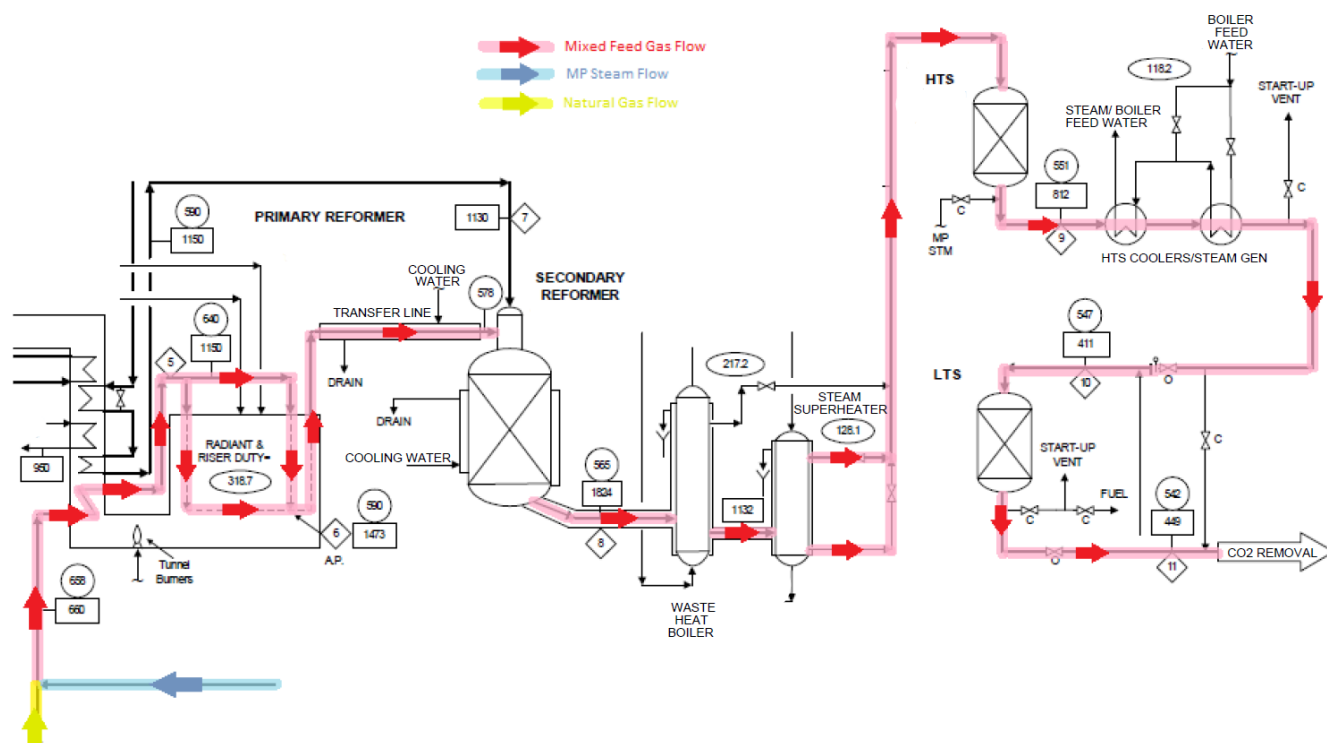 Mixed Feed Gas Flow
MP Steam Flow
Natural Gas Flow
BOILER
FEED
WATER
HTS
118.2
START-UP
VENT
STEAM/ BOILER
FEED WATER
551
812
C
C
9
MP
STM
HTS COOLERS/STEAM GEN
590
1150
PRIMARY REFORMER
1130
7
COOLING
WATER
SECONDARY
REFORMER
578
TRANSFER LINE
640
1150
5
DRAIN
547
411
10
O
LTS
217.2
STEAM
SUPERHEATER
128.1
DRAIN
RADIANT &
RISER DUTY=
318.7
950
COOLING WATER
565
1824
8
1132
C
START-UP
VENT
FUEL
C
C
542
449
11
O
CO2 REMOVAL
590
1473
6
A.P.
Tunnel
Burners
658
660
WASTE
HEAT
BOILER